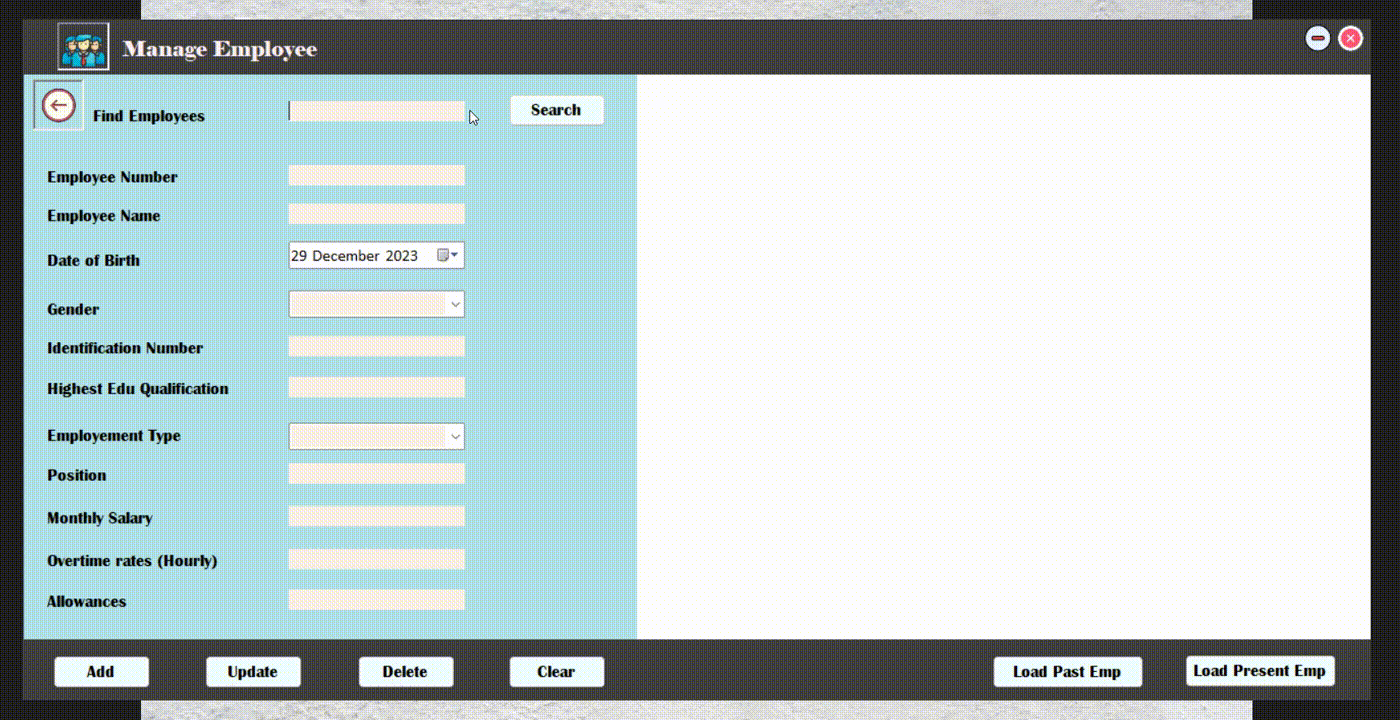 Manage Employee
Find Employees
Search
Employee Number
Employee Name
Date of Birth
29 December 2023
Gender
Identification Number
Highest Edu Qualification
Employement Type
Position
Monthly Salary
Overtime rates (Hourly)
Allowances
Add
Update
Delete
Clear
Load Past Emp
Load Present Emp